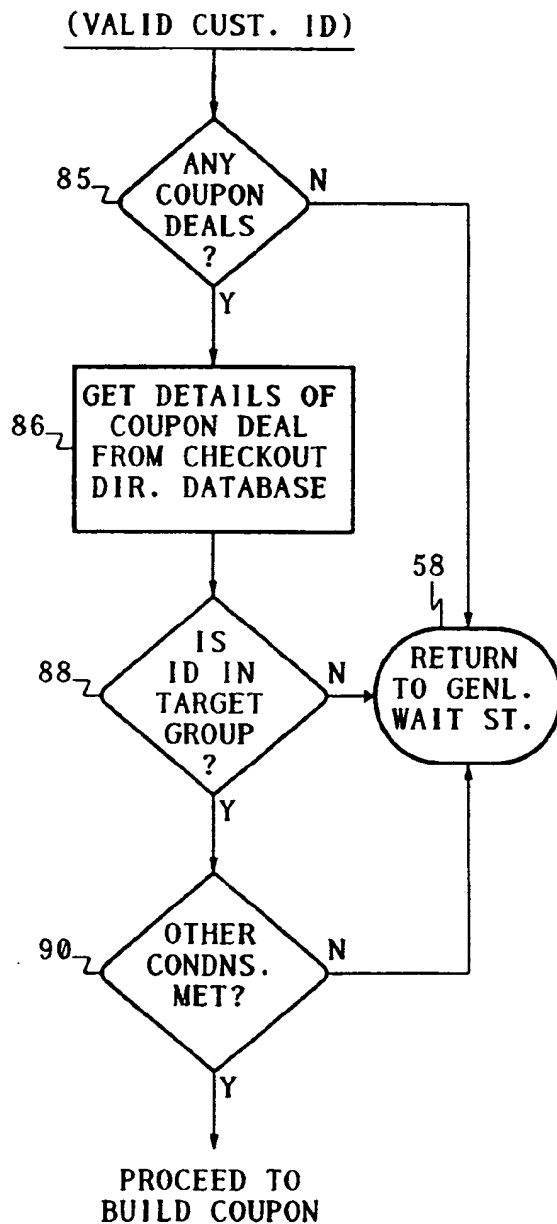 (VALID CUST. ID)
85
ANY
COUPON
DEALS
?
N
Y
86
GET DETAILS OF
COUPON DEAL
FROM CHECKOUT
DIR. DATABASE
58
RETURN
TO GENL.
WAIT ST.
88
IS
ID IN
TARGET
GROUP
?
N
Y
90
OTHER
CONDNS.
MET?
N
Y
PROCEED TO
BUILD COUPON